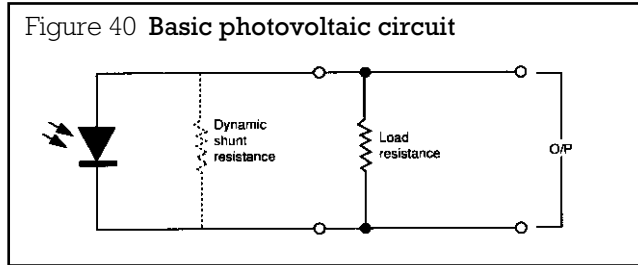 Figure 40 Basic photovoltaic circuit
Dynamic
shunt
resistance
Load
resistance
O/P